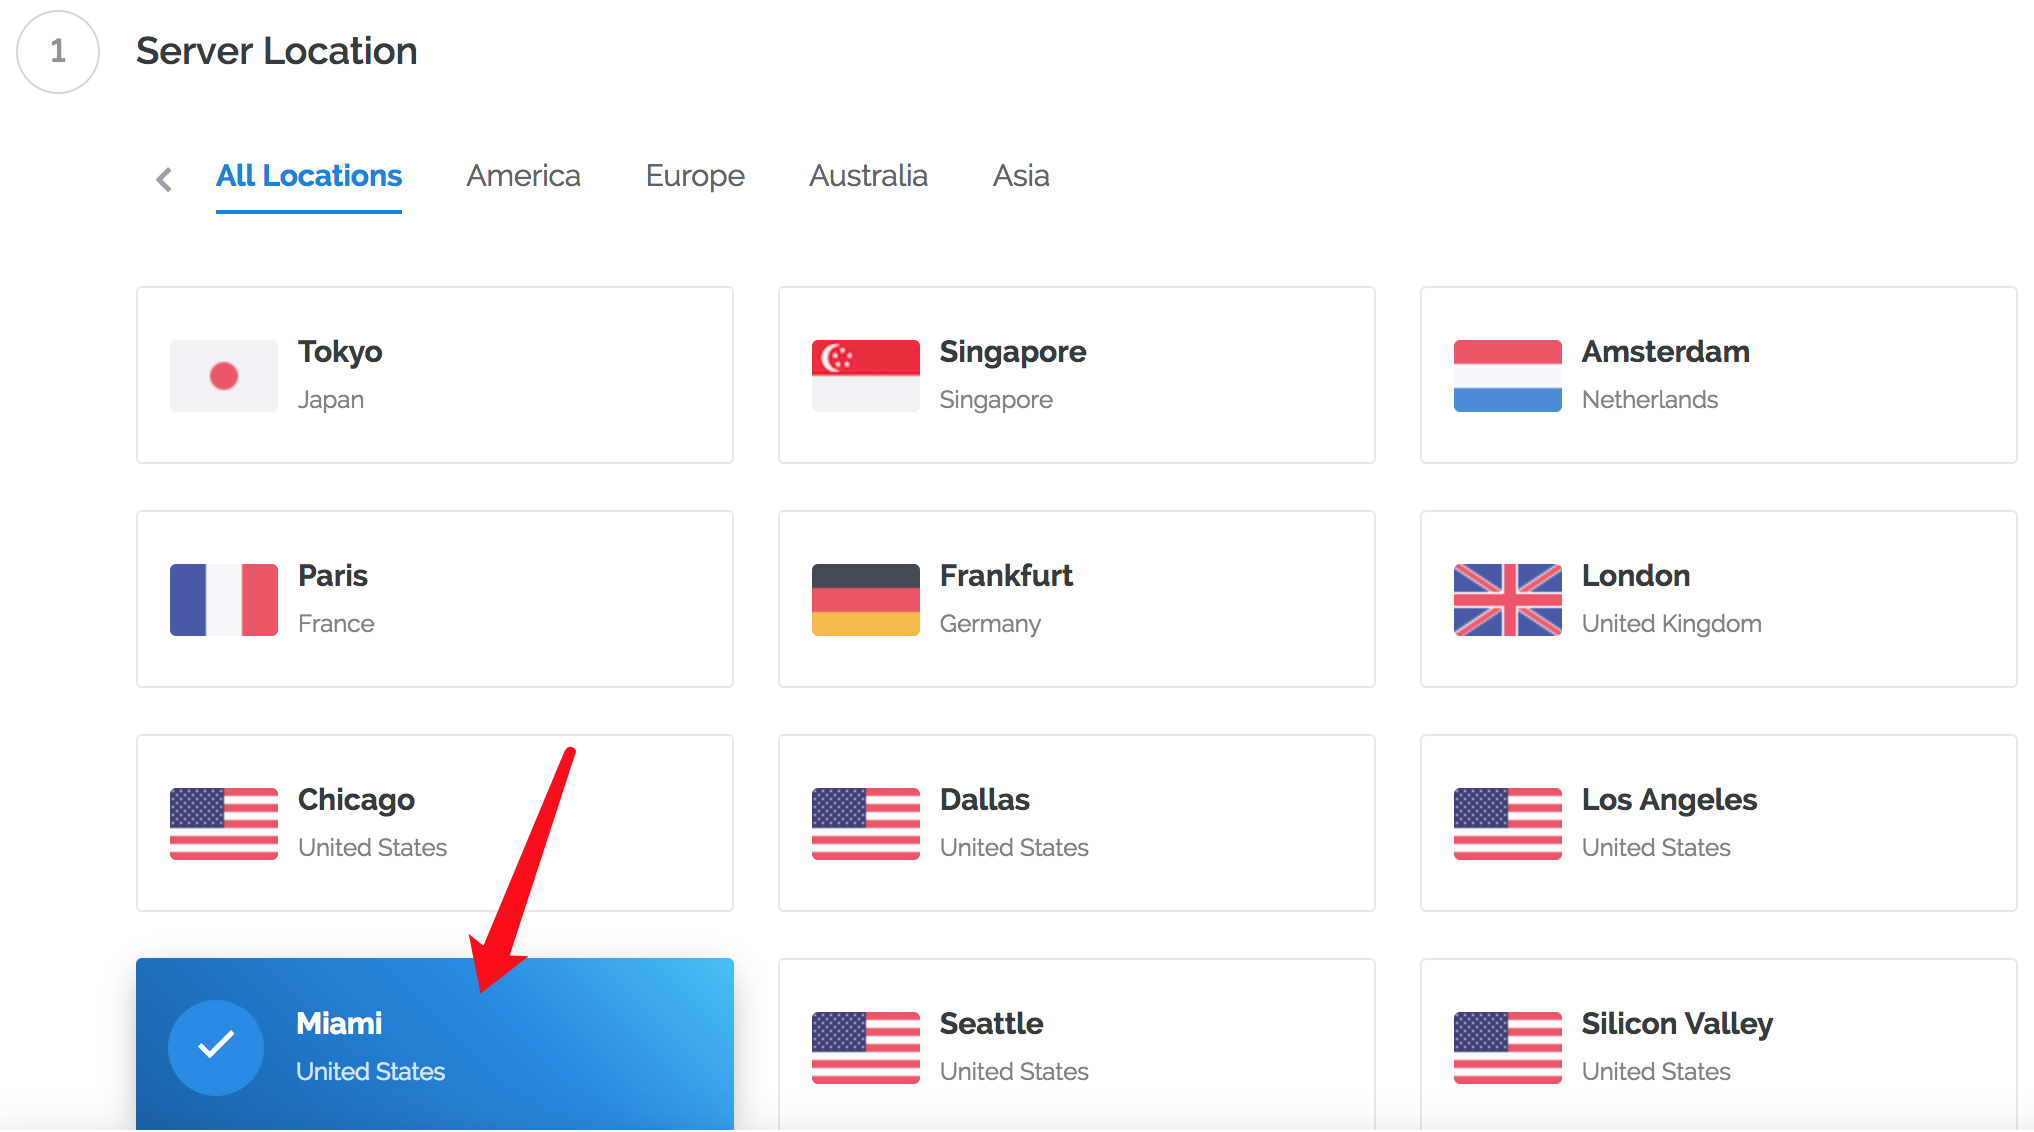 1
Server Location
All Locations
America
Europe
Australia
Asia
Tokyo
Japan
Singapore
Singapore
Amsterdam
Netherlands
Paris
France
Frankfurt
Germany
London
United Kingdom
Chicago
United States
Dallas
United States
Los Angeles
United States
Miami
United States
Seattle
United States
Silicon Valley
United States